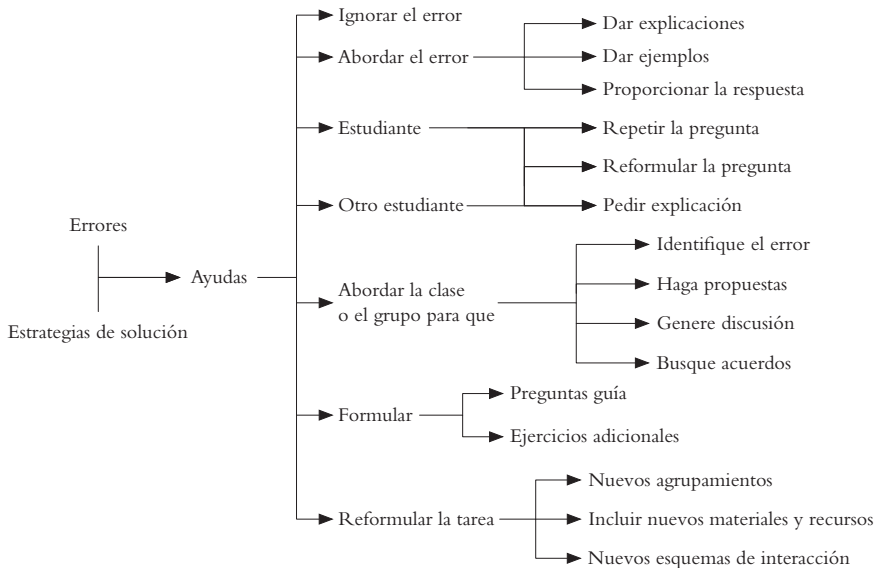 Ignorar el error
Abordar el error
Dar explicaciones
Dar ejemplos
Proporcionar la respuesta
Estudiante
Repetir la pregunta
Reformular la pregunta
Otro estudiante
Pedir explicación
Errores
Ayudas
Estrategias de solución
Abordar la clase
o el grupo para que
Identifique el error
Haga propuestas
Genere discusión
Busque acuerdos
Formular
Preguntas guía
Ejercicios adicionales
Reformular la tarea
Nuevos agrupamientos
Incluir nuevos materiales y recursos
Nuevos esquemas de interacción